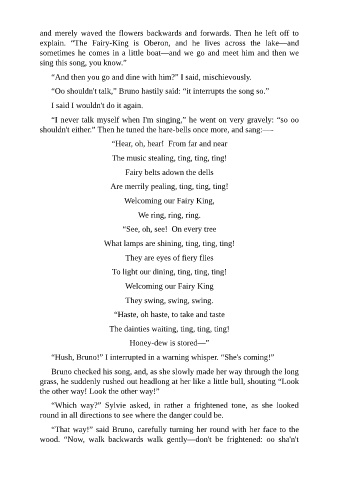 and merely waved the flowers backwards and forwards. Then he left off to
explain. “The Fairy-King is Oberon, and he lives across the lake—and
sometimes he comes in a little boat—and we go and meet him and then we
sing this song, you know.”
“And then you go and dine with him?” I said, mischievously.
“Oo shouldn't talk,” Bruno hastily said: “it interrupts the song so.”
I said I wouldn't do it again.
“I never talk myself when I'm singing,” he went on very gravely: “so oo
shouldn't either.” Then he tuned the hare-bells once more, and sang:—-
“Hear, oh, hear!  From far and near
The music stealing, ting, ting, ting!
Fairy belts adown the dells
Are merrily pealing, ting, ting, ting!
Welcoming our Fairy King,
We ring, ring, ring.
“See, oh, see!  On every tree
What lamps are shining, ting, ting, ting!
They are eyes of fiery flies
To light our dining, ting, ting, ting!
Welcoming our Fairy King
They swing, swing, swing.
“Haste, oh haste, to take and taste
The dainties waiting, ting, ting, ting!
Honey-dew is stored—”
“Hush, Bruno!” I interrupted in a warning whisper. “She's coming!”
Bruno checked his song, and, as she slowly made her way through the long
grass, he suddenly rushed out headlong at her like a little bull, shouting “Look
the other way! Look the other way!”
“Which way?” Sylvie asked, in rather a frightened tone, as she looked
round in all directions to see where the danger could be.
“That way!” said Bruno, carefully turning her round with her face to the
wood. “Now, walk backwards walk gently—don't be frightened: oo sha'n't